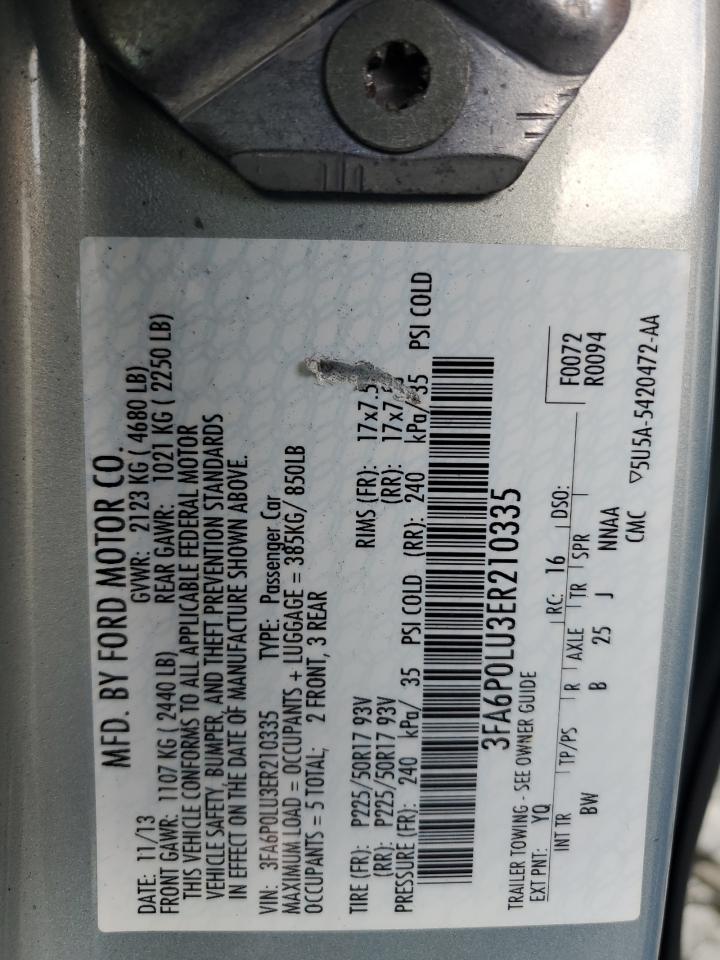 MFD. BY FORD MOTOR CO.
DATE: 11/13 GVWR: 2123 KG ( 4680 LB)
FRONT GAWR: 1107 KG ( 2440 LB) REAR GAWR: 1021 KG ( 2250 LB)
THIS VEHICLE CONFORMS TO ALL APPLICABLE FEDERAL MOTOR
VEHICLE SAFETY, BUMPER, AND THEFT PREVENTION STANDARDS
IN EFFECT ON THE DATE OF MANUFACTURE SHOWN ABOVE.
VIN: 3FA6P0LU3ER210335 TYPE: Passenger Car
MAXIMUM LOAD = OCCUPANTS + LUGGAGE = 385KG/ 850LB
OCCUPANTS = 5 TOTAL; 2 FRONT, 3 REAR
TIRE (FR): P225/50R17 93V RIMS (FR): 17x7.5
(RR): P225/50R17 93V (RR): 17x7.
PRESSURE (FR): 240 kPa/ 35 PSI COLD (RR): 240 kPa/ 35 PSI COLD
3FA6P0LU3ER210335
TRAILER TOWING - SEE OWNER GUIDE
EXT PNT: YQ RC: 16 DSO: F0072
R0094
INT TR TP/PS R AXLE TR SPR
BW B 25 J NNAA
CMC ▽5U5A-5420472-AA